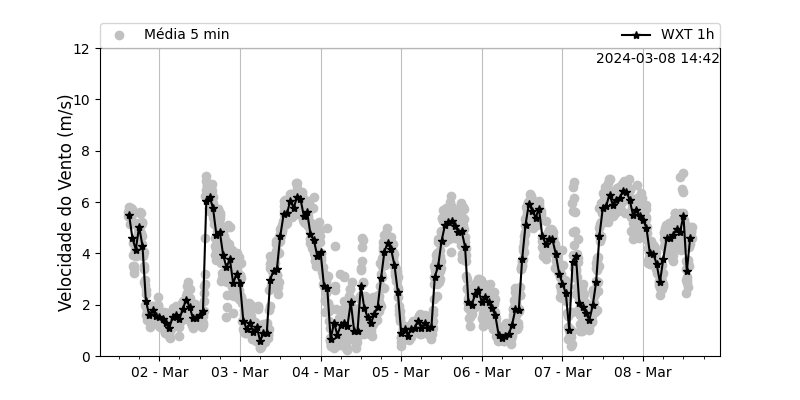 Média 5 min
WXT 1h
2024-03-08 14:42
Velocidade do Vento (m/s)
12
10
8
6
4
2
0
02 - Mar
03 - Mar
04 - Mar
05 - Mar
06 - Mar
07 - Mar
08 - Mar